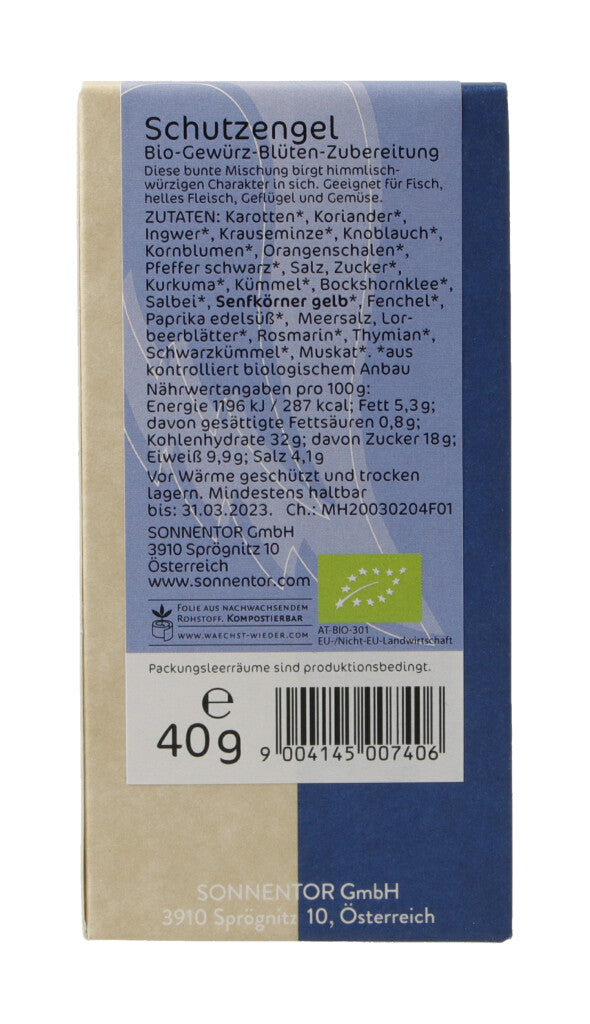 Schutzengel
Bio-Gewürz-Blüten-Zubereitung
Diese bunte Mischung birgt himmlisch-
würzigen Charakter in sich. Geeignet für Fisch,
helles Fleisch, Geflügel und Gemüse.
ZUTATEN: Karotten*, Koriander*,
Ingwer*, Krauseminze*, Knoblauch*,
Kornblumen*, Orangenschalen*,
Pfeffer schwarz*, Salz, Zucker*,
Kurkuma*, Kümmel*, Bockshornklee*,
Salbei*, Senfkörner gelb*, Fenchel*,
Paprika edelsüß*, Meersalz, Lor-
beerblätter*, Rosmarin*, Thymian*,
Schwarzkümmel*, Muskat*. *aus
kontrolliert biologischem Anbau
Nährwertangaben pro 100g:
Energie 1196 kJ / 287 kcal; Fett 5,3g;
davon gesättigte Fettsäuren 0,8g;
Kohlenhydrate 32g; davon Zucker 18g;
Eiweiß 9,9g; Salz 4,1g
Vor Wärme geschützt und trocken
lagern. Mindestens haltbar
bis: 31.03.2023. Ch.: MH20030204F01
SONNENTOR GmbH
3910 Sprögnitz 10
Österreich
www.sonnentor.com
FOLIE AUS NACHWACHSENDEM
ROHSTOFF. KOMPOSTIERBAR
WWW.WAECHST-WIEDER.COM
AT-BIO-301
EU-/Nicht-EU-Landwirtschaft
Packungsleerräume sind produktionsbedingt.
e
40g
9 004145 007406
SONNENTOR GmbH
3910 Sprögnitz 10, Österreich